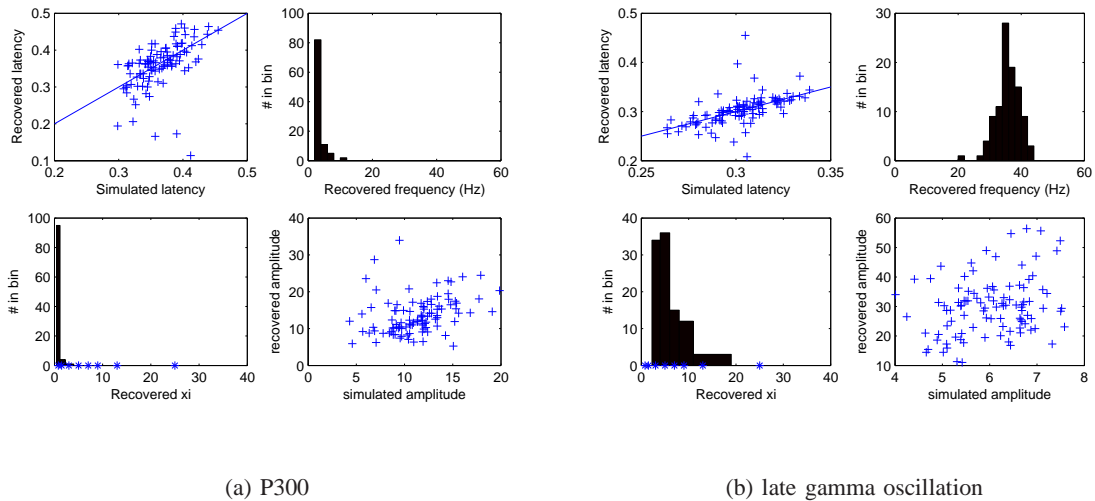 0.5
0.4
0.3
0.2
0.1
0.2 0.3 0.4 0.5
Simulated latency
Recovered latency
100
80
60
40
20
0
0 20 40 60
Recovered frequency (Hz)
# in bin
0.5
0.4
0.3
0.2
0.25 0.3 0.35
Simulated latency
Recovered latency
30
20
10
0
0 20 40 60
Recovered frequency (Hz)
# in bin
100
80
60
40
20
0
0 10 20 30 40
Recovered xi
# in bin
40
30
20
10
0
0 5 10 15 20
simulated amplitude
recovered amplitude
40
30
20
10
0
0 10 20 30 40
Recovered xi
# in bin
60
50
40
30
20
10
4 5 6 7 8
simulated amplitude
recovered amplitude
(a) P300
(b) late gamma oscillation